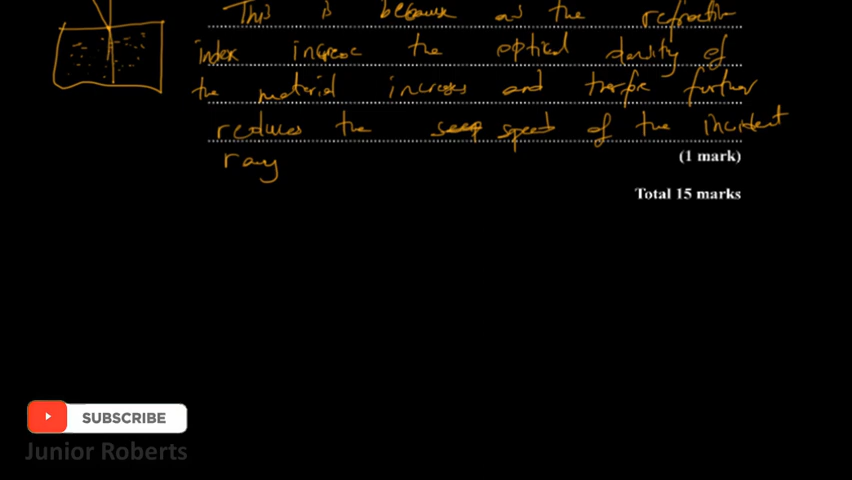 This is because as the refractive
index increase the optical density of
the material increases and therefore further
reduces the speed of the incident
ray
(1 mark)
Total 15 marks
SUBSCRIBE
Junior Roberts